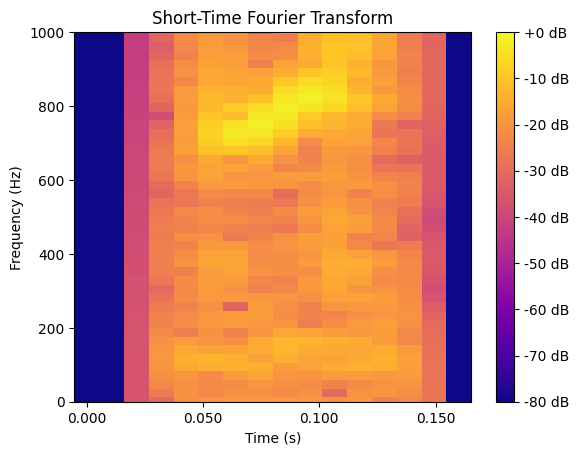 Short-Time Fourier Transform
1000
800
600
400
200
0
Frequency (Hz)
0.000
0.050
0.100
0.150
Time (s)
+0 dB
-10 dB
-20 dB
-30 dB
-40 dB
-50 dB
-60 dB
-70 dB
-80 dB